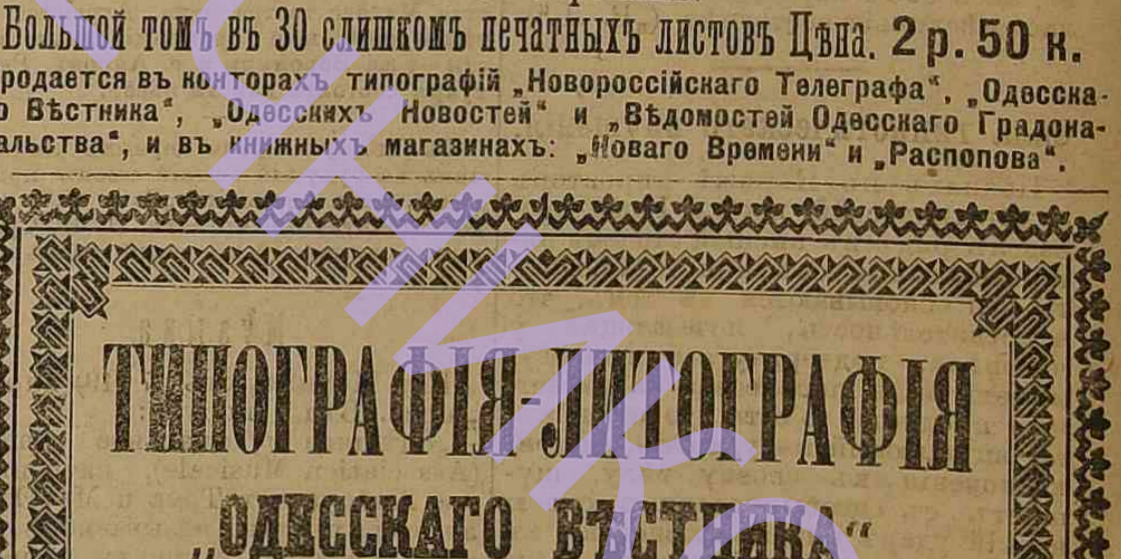 Большой томъ въ 30 слишкомъ печатныхъ листовъ Цѣна. 2 р. 50 к.
родается въ конторахъ типографій „Новороссійскаго Телеграфа“, „Одесска-
о Вѣстника“, „Одесскихъ Новостей“ и „Вѣдомостей Одесскаго Градона-
альства“, и въ книжныхъ магазинахъ: „Новаго Времени“ и „Распопова“.
ТИПОГРАФІЯ-ЛИТОГРАФІЯ
„ОДЕССКАГО ВѢСТНИКА“